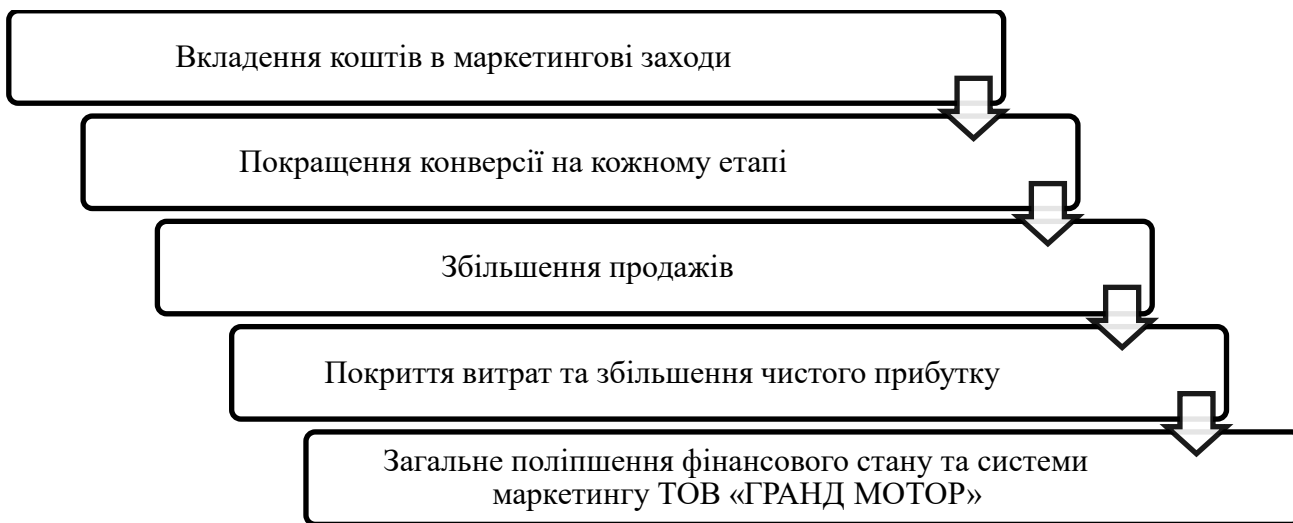 Вкладення коштів в маркетингові заходи
Покращення конверсії на кожному етапі
Збільшення продажів
Покриття витрат та збільшення чистого прибутку
Загальне поліпшення фінансового стану та системи
маркетингу ТОВ «ГРАНД МОТОР»